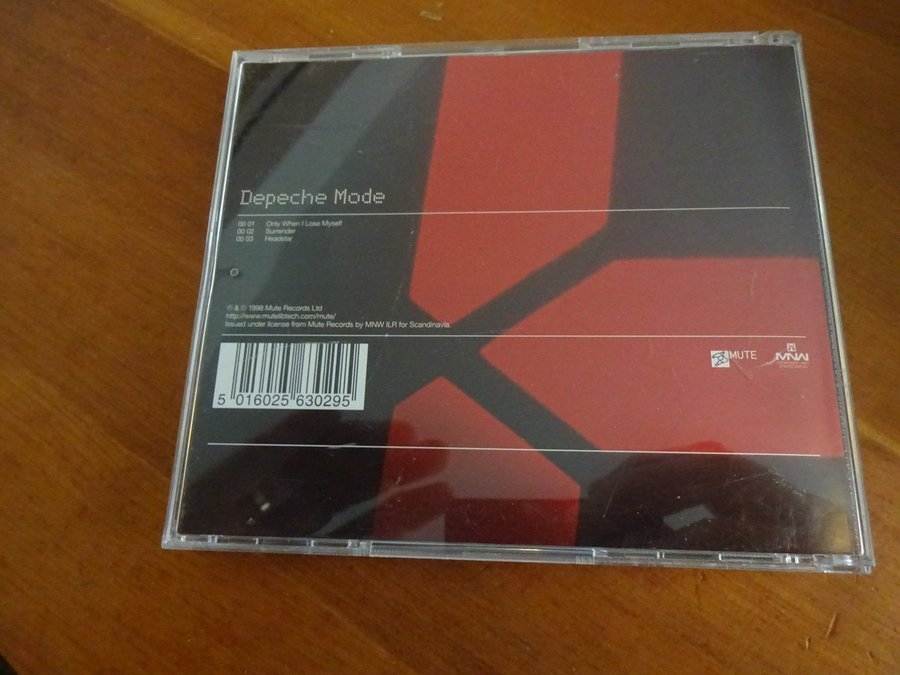 Depeche Mode
00 01 Only When I Lose Myself
00 02 Surrender
00 03 Headstar
℗ & © 1998 Mute Records Ltd
http://www.mutelibtech.com/mute/
Issued under license from Mute Records by MNW ILR for Scandinavia.
MUTE
MNW
5 016025 630295